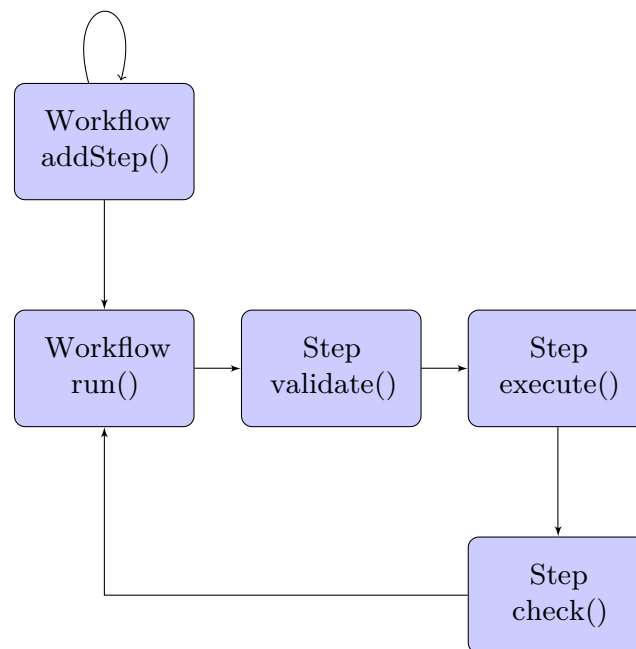 Workflow
addStep()
Workflow
run()
Step
validate()
Step
execute()
Step
check()